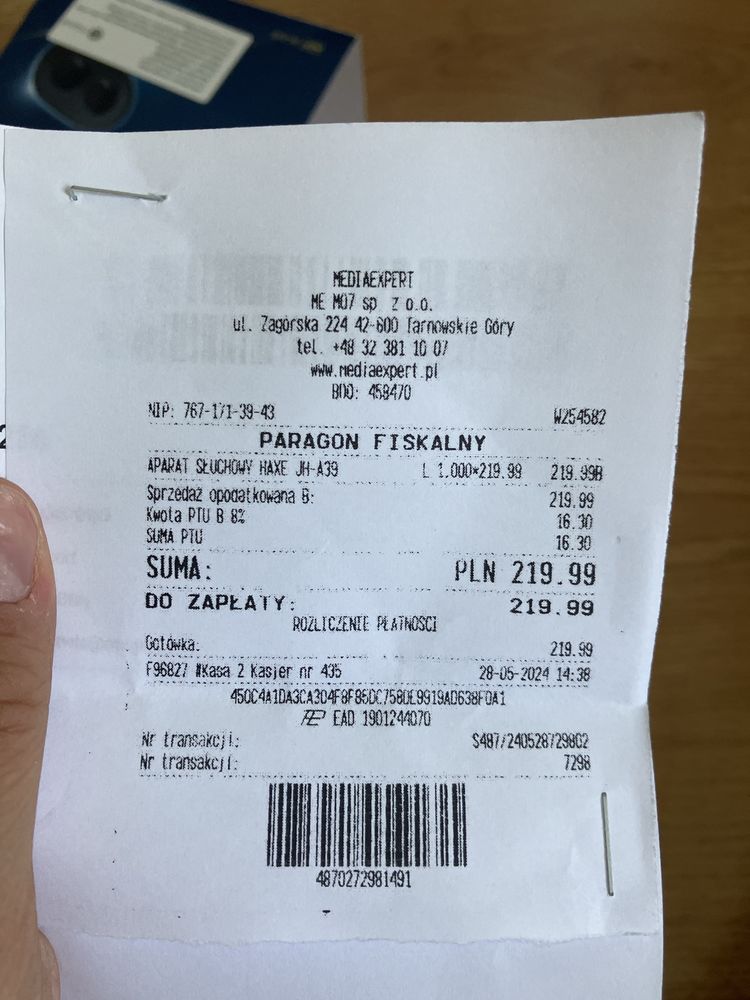 MEDIAEXPERT
ME M07 sp z o.o.
ul. Zagórska 224 42-600 Tarnowskie Góry
tel. +48 32 381 10 07
www.mediaexpert.pl
BDO: 458470
NIP: 767-171-39-43 W254582
PARAGON FISKALNY
APARAT SŁUCHOWY HAXE JH-A39 L 1.000*219.99 219.99B
Sprzedaż opodatkowana B: 219.99
Kwota PTU B 8% 16.30
SUMA PTU 16.30
SUMA: PLN 219.99
DO ZAPŁATY: 219.99
ROZLICZENIE PŁATNOŚCI
Gotówka: 219.99
F96827 #Kasa 2 Kasjer nr 435 28-05-2024 14:38
EAD 1901244070
Nr transakcji: S487/240528729802
Nr transakcji: 7298
4870272981491
2